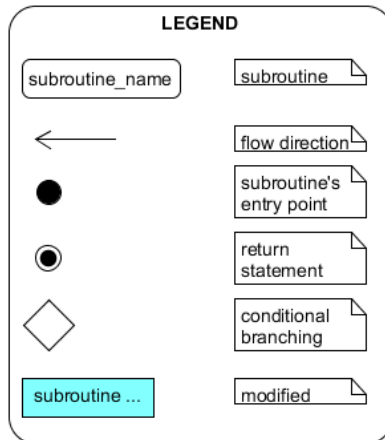 LEGEND
subroutine_name
subroutine
flow direction
subroutine's
entry point
return
statement
conditional
branching
subroutine ...
modified